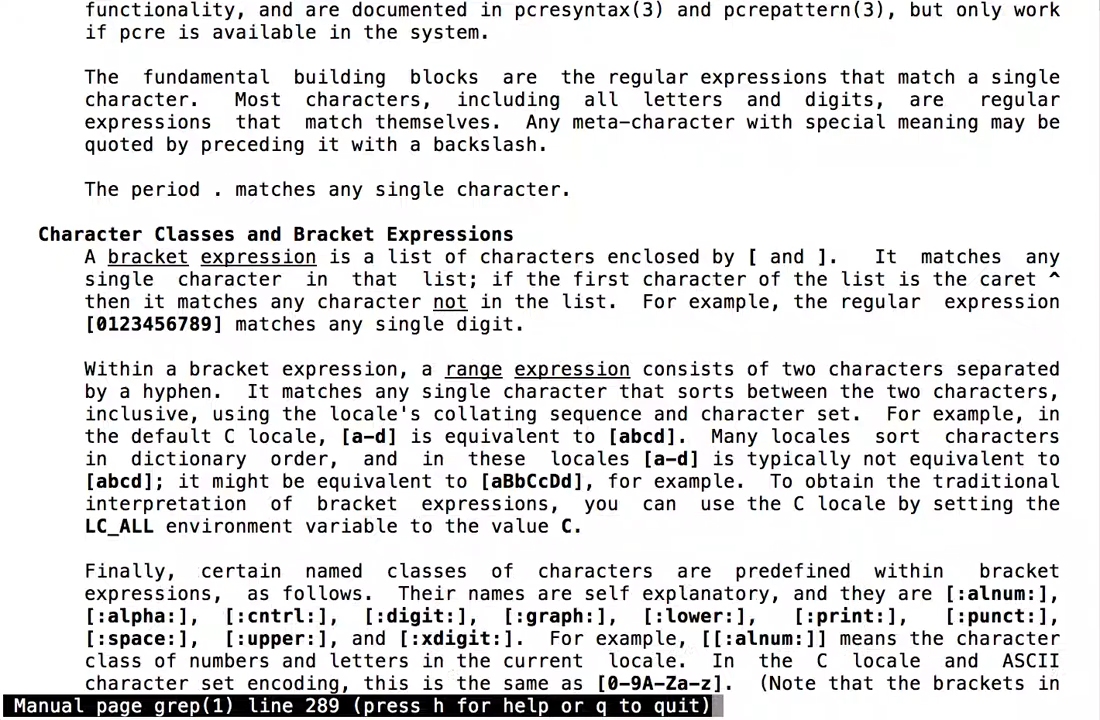 functionality, and are documented in pcresyntax(3) and pcrepattern(3), but only work
if pcre is available in the system.
The fundamental building blocks are the regular expressions that match a single
character. Most characters, including all letters and digits, are regular
expressions that match themselves. Any meta-character with special meaning may be
quoted by preceding it with a backslash.
The period . matches any single character.
Character Classes and Bracket Expressions
A bracket expression is a list of characters enclosed by [ and ]. It matches any
single character in that list; if the first character of the list is the caret ^
then it matches any character not in the list. For example, the regular expression
[0123456789] matches any single digit.
Within a bracket expression, a range expression consists of two characters separated
by a hyphen. It matches any single character that sorts between the two characters,
inclusive, using the locale's collating sequence and character set. For example, in
the default C locale, [a-d] is equivalent to [abcd]. Many locales sort characters
in dictionary order, and in these locales [a-d] is typically not equivalent to
[abcd]; it might be equivalent to [aBbCcDd], for example. To obtain the traditional
interpretation of bracket expressions, you can use the C locale by setting the
LC_ALL environment variable to the value C.
Finally, certain named classes of characters are predefined within bracket
expressions, as follows. Their names are self explanatory, and they are [:alnum:],
[:alpha:], [:cntrl:], [:digit:], [:graph:], [:lower:], [:print:], [:punct:],
[:space:], [:upper:], and [:xdigit:]. For example, [[:alnum:]] means the character
class of numbers and letters in the current locale. In the C locale and ASCII
character set encoding, this is the same as [0-9A-Za-z]. (Note that the brackets in
Manual page grep(1) line 289 (press h for help or q to quit)